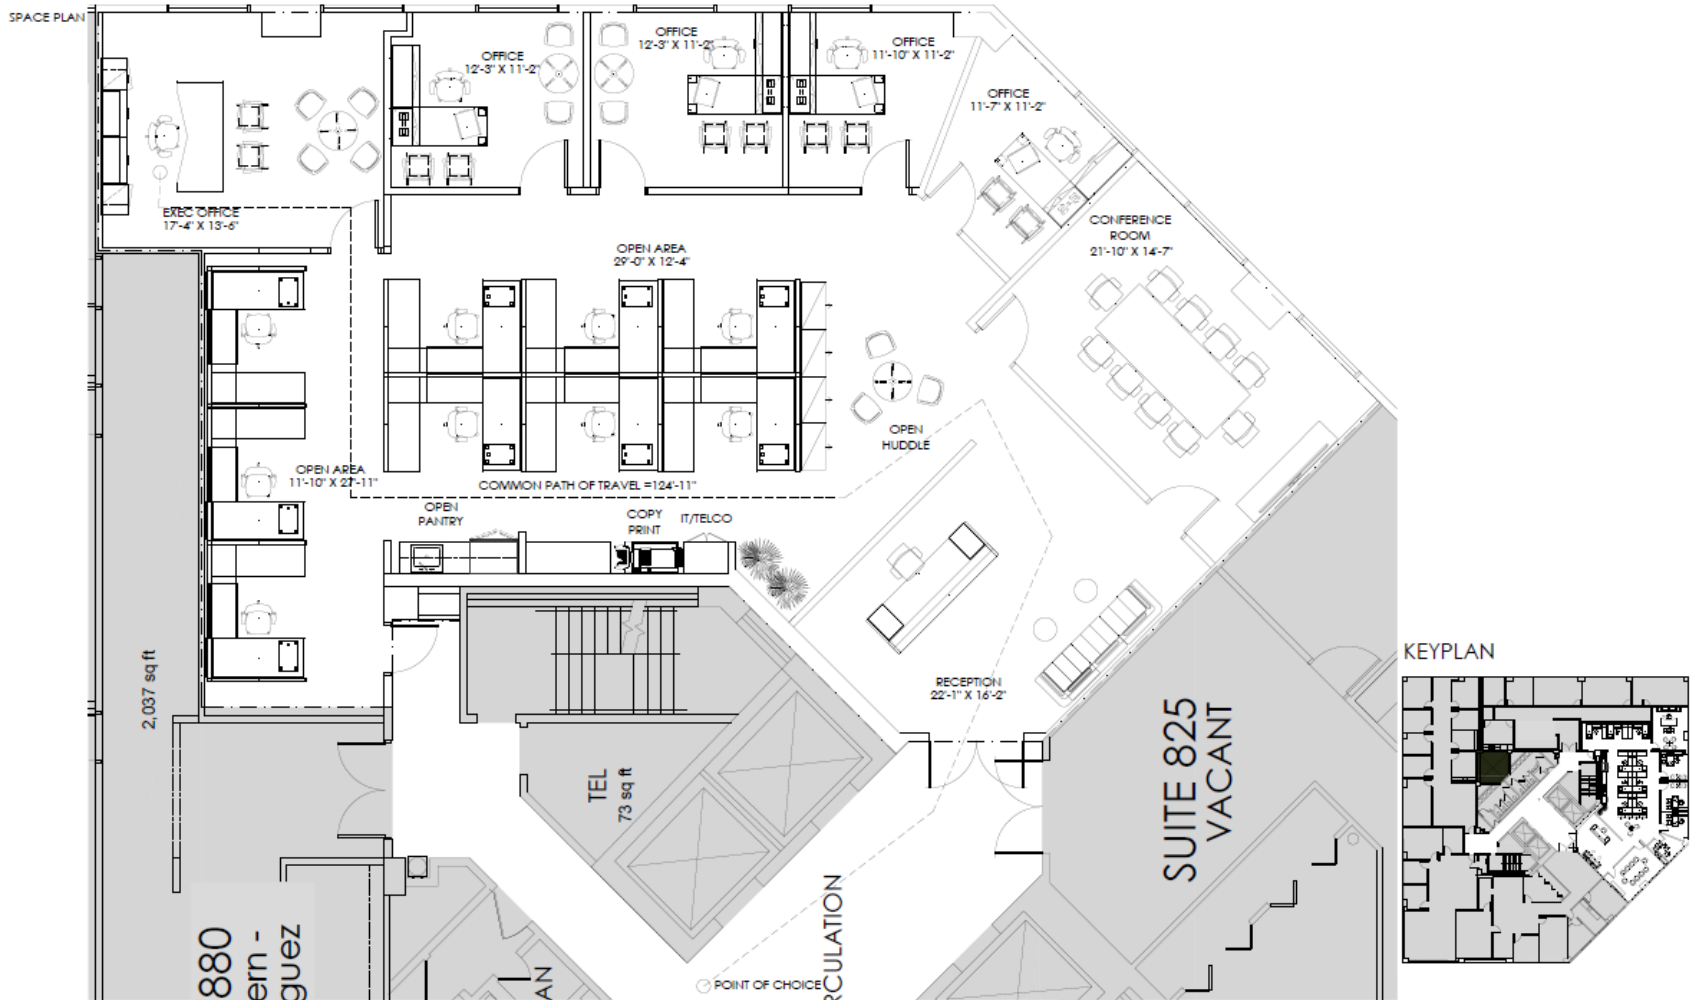 SPACE PLAN
OFFICE
12'-3" X 11'-2"
OFFICE
12'-3" X 11'-2"
OFFICE
11'-10" X 11'-2"
OFFICE
11'-7" X 11'-2"
EXEC OFFICE
17'-4" X 13'-6"
CONFERENCE
ROOM
21'-10" X 14'-7"
OPEN AREA
29'-0" X 12'-4"
OPEN
HUDDLE
OPEN AREA
11'-10" X 27'-11"
COMMON PATH OF TRAVEL =124'-11"
OPEN
PANTRY
COPY
PRINT
IT/TELCO
RECEPTION
22'-1" X 16'-2"
2,037 sq ft
TEL
73 sq ft
SUITE 825
VACANT
KEYPLAN
880
ern -
guez
AN
RCULATION
POINT OF CHOICE